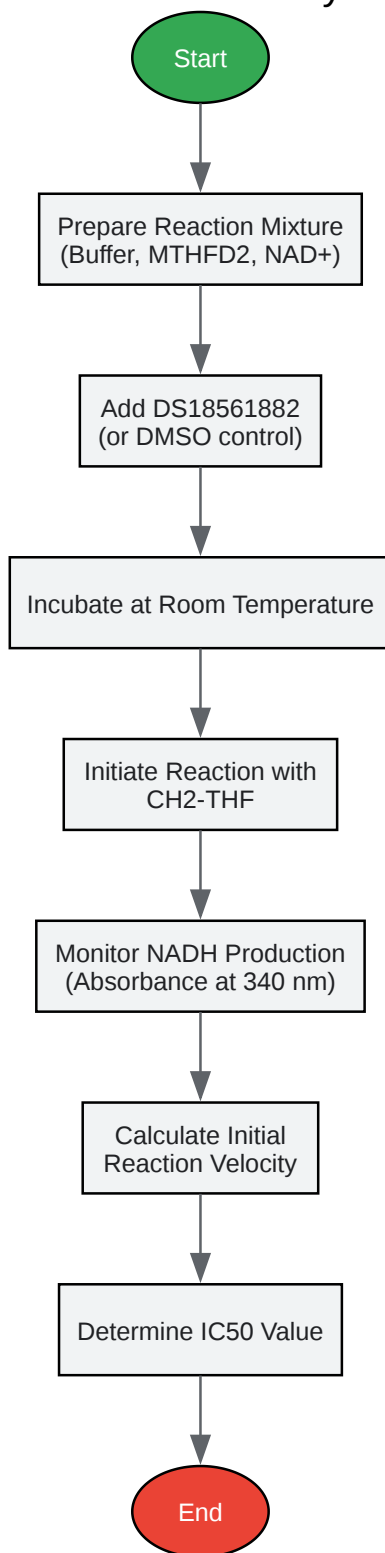 Start
Prepare Reaction Mixture
(Buffer, MTHFD2, NAD+)
Add DS18561882
(or DMSO control)
Incubate at Room Temperature
Initiate Reaction with
CH2-THF
Monitor NADH Production
(Absorbance at 340 nm)
Calculate Initial
Reaction Velocity
Determine IC50 Value
End